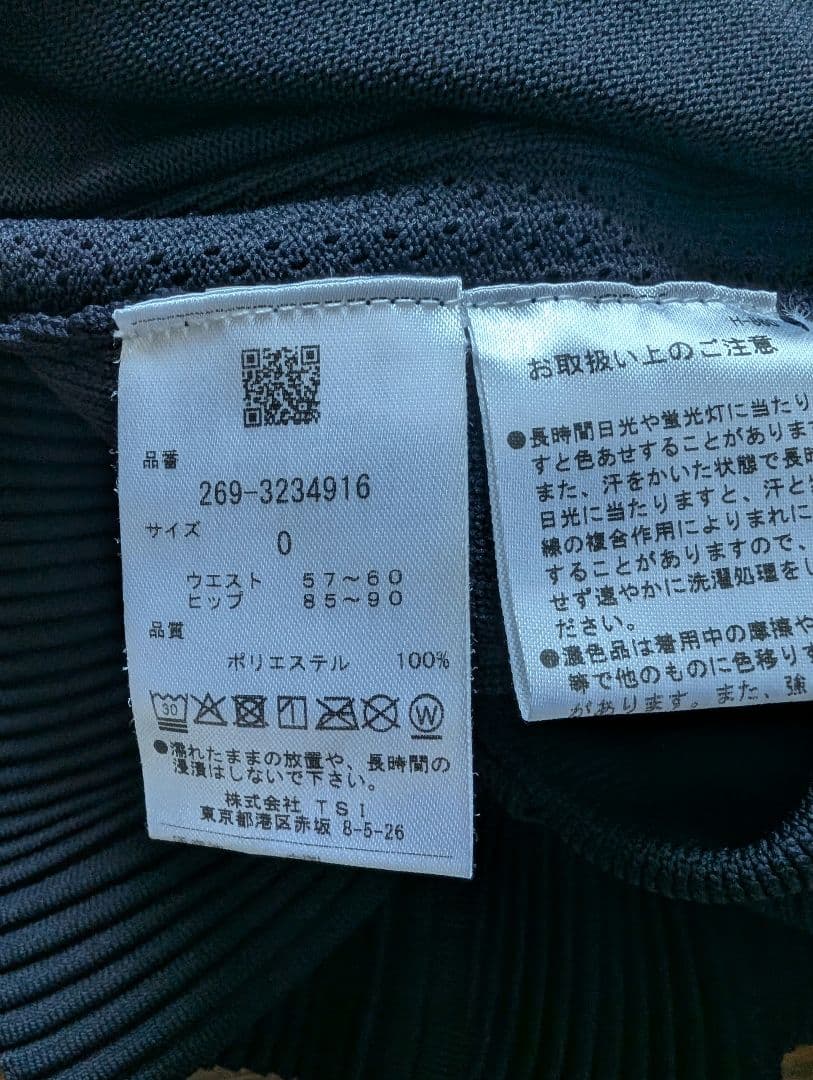 品番
269-3234916
サイズ
0
ウエスト 57～60
ヒップ 85～90
品質
ポリエステル 100%
30
W
●濡れたままの放置や、長時間の
浸漬はしないで下さい。
株式会社 TSI
東京都港区赤坂 8-5-26
お取扱い上のご注意
●長時間日光や蛍光灯に当たり
すと色あせすることがありま
また、汗をかいた状態で長時
日光に当たりますと、汗と
線の複合作用によりまれに
することがありますので、
せず速やかに洗濯処理をし
ださい。
●濃色品は着用中の摩擦や
等で他のものに色移りす
があります。また、強